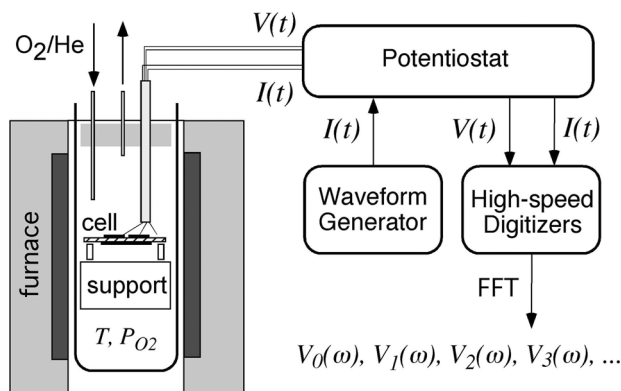 V(t)
O2/He
Potentiostat
I(t)
I(t)
V(t)
I(t)
Waveform
Generator
High-speed
Digitizers
cell
furnace
support
FFT
T, PO2
V0(ω), V1(ω), V2(ω), V3(ω), ...